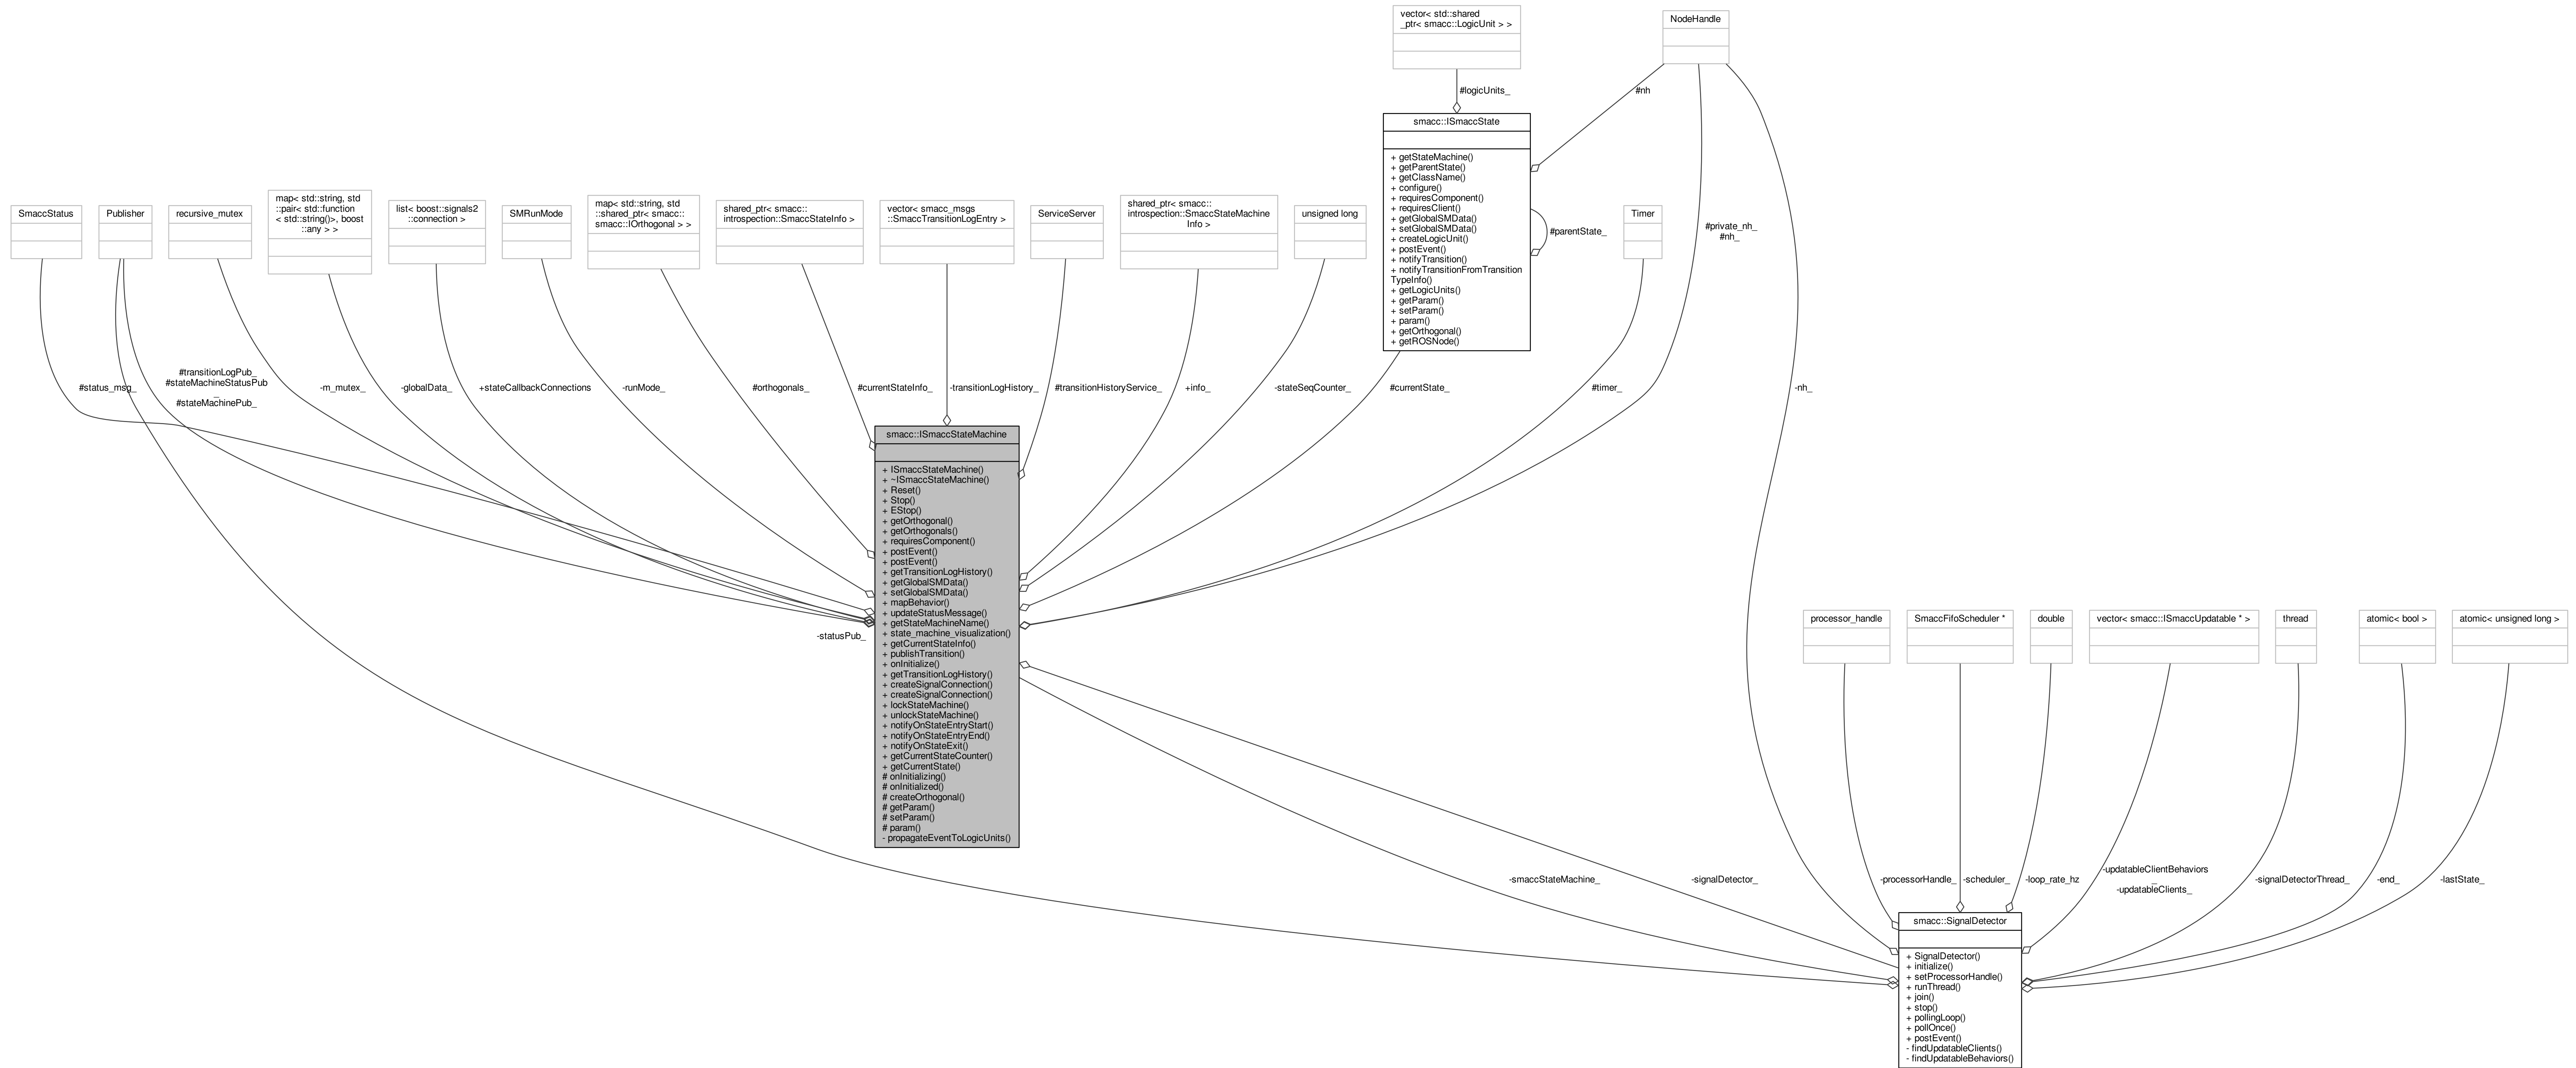 vector< std::shared
_ptr< smacc::LogicUnit > >
NodeHandle
#logicUnits_
#nh
smacc::ISmaccState
+ getStateMachine()
+ getParentState()
+ getClassName()
+ configure()
+ requiresComponent()
+ requiresClient()
+ getGlobalSMData()
+ setGlobalSMData()
+ createLogicUnit()
+ postEvent()
+ notifyTransition()
+ notifyTransitionFromTransition
TypeInfo()
+ getLogicUnits()
+ getParam()
+ setParam()
+ param()
+ getOrthogonal()
+ getROSNode()
#parentState_
#private_nh_
#nh_
SmaccStatus
Publisher
recursive_mutex
map< std::string, std
::pair< std::function
< std::string()>, boost
::any > >
list< boost::signals2
::connection >
SMRunMode
map< std::string, std
::shared_ptr< smacc::
smacc::IOrthogonal > >
shared_ptr< smacc::
introspection::SmaccStateInfo >
vector< smacc_msgs
::SmaccTransitionLogEntry >
ServiceServer
shared_ptr< smacc::
introspection::SmaccStateMachine
Info >
unsigned long
Timer
#status_msg_
#transitionLogPub_
#stateMachineStatusPub
_
#stateMachinePub_
-m_mutex_
-globalData_
+stateCallbackConnections
-runMode_
#orthogonals_
#currentStateInfo_
-transitionLogHistory_
#transitionHistoryService_
+info_
-stateSeqCounter_
#currentState_
#timer_
-nh_
smacc::ISmaccStateMachine
+ ISmaccStateMachine()
+ ~ISmaccStateMachine()
+ Reset()
+ Stop()
+ EStop()
+ getOrthogonal()
+ getOrthogonals()
+ requiresComponent()
+ postEvent()
+ postEvent()
+ getTransitionLogHistory()
+ getGlobalSMData()
+ setGlobalSMData()
+ mapBehavior()
+ updateStatusMessage()
+ getStateMachineName()
+ state_machine_visualization()
+ getCurrentStateInfo()
+ publishTransition()
+ onInitialize()
+ getTransitionLogHistory()
+ createSignalConnection()
+ createSignalConnection()
+ lockStateMachine()
+ unlockStateMachine()
+ notifyOnStateEntryStart()
+ notifyOnStateEntryEnd()
+ notifyOnStateExit()
+ getCurrentStateCounter()
+ getCurrentState()
# onInitializing()
# onInitialized()
# createOrthogonal()
# getParam()
# setParam()
# param()
- propagateEventToLogicUnits()
-statusPub_
processor_handle
SmaccFifoScheduler *
double
vector< smacc::ISmaccUpdatable * >
thread
atomic< bool >
atomic< unsigned long >
-smaccStateMachine_
-signalDetector_
-processorHandle_
-scheduler_
-loop_rate_hz
-updatableClientBehaviors
_
-updatableClients_
-signalDetectorThread_
-end_
-lastState_
smacc::SignalDetector
+ SignalDetector()
+ initialize()
+ setProcessorHandle()
+ runThread()
+ join()
+ stop()
+ pollingLoop()
+ pollOnce()
+ postEvent()
- findUpdatableClients()
- findUpdatableBehaviors()